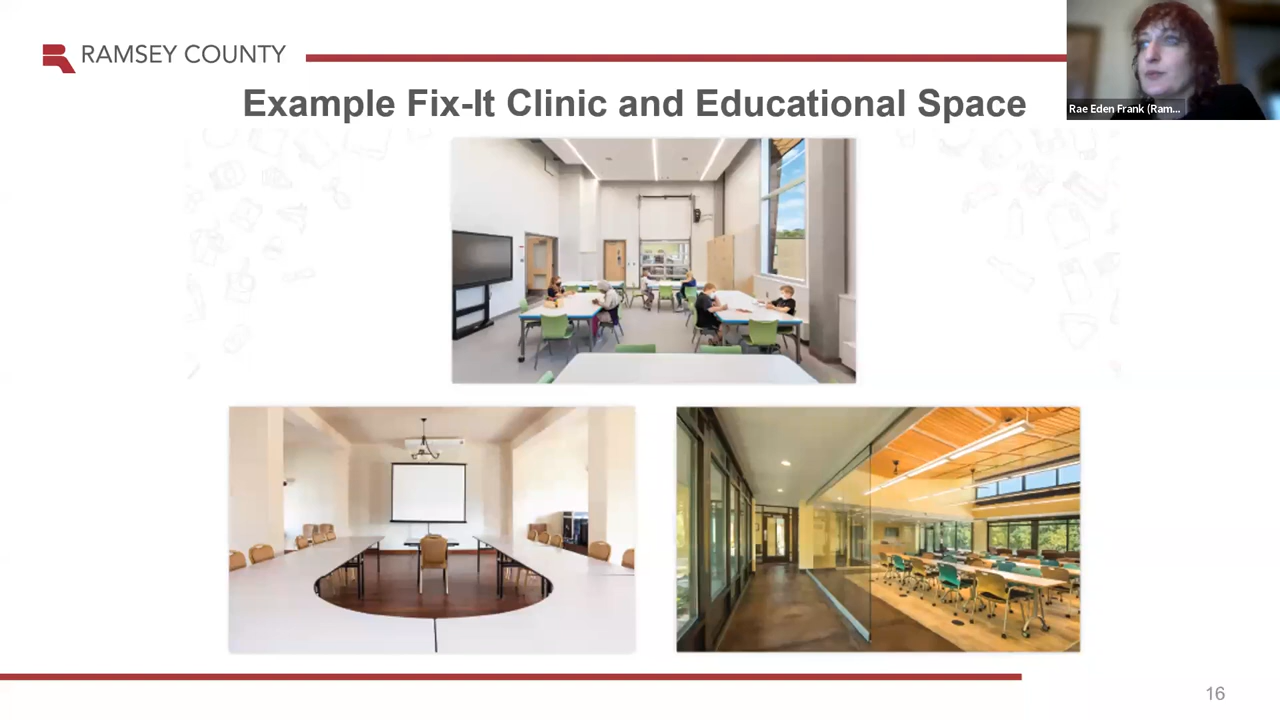 RAMSEY COUNTY
Example Fix-It Clinic and Educational Space
Rae Eden Frank (Ram...
16